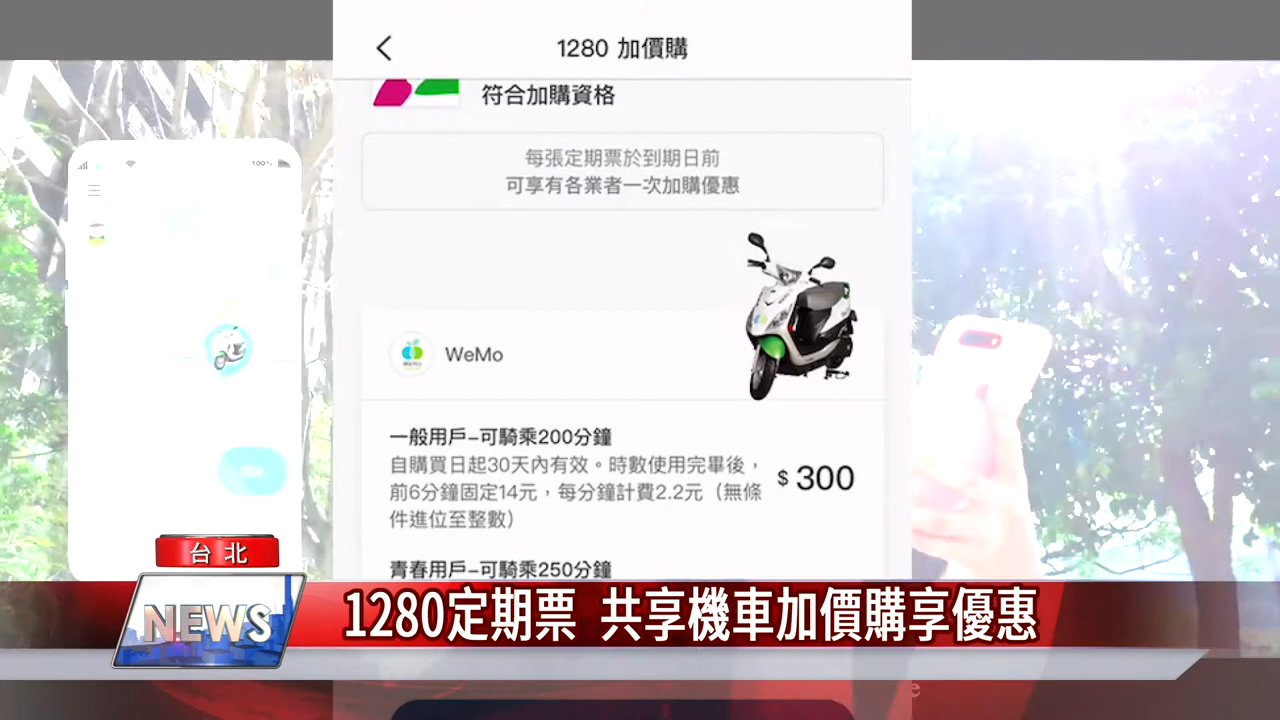 1280 加價購
符合加購資格
每張定期票於到期日前
可享有各業者一次加購優惠
100%
WeMo
一般用戶-可騎乘200分鐘
自購買日起30天內有效。時數使用完畢後，
前6分鐘固定14元，每分鐘計費2.2元（無條
件進位至整數）
$ 300
青春用戶-可騎乘250分鐘
台北
NEWS
1280定期票 共享機車加價購享優惠